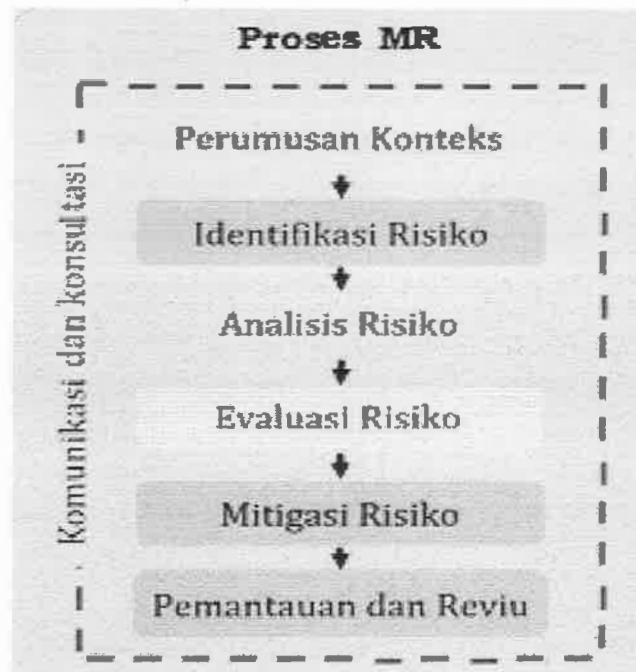 Proses MR
Komunikasi dan konsultasi
Perumusan Konteks
Identifikasi Risiko
Analisis Risiko
Evaluasi Risiko
Mitigasi Risiko
Pemantauan dan Reviu